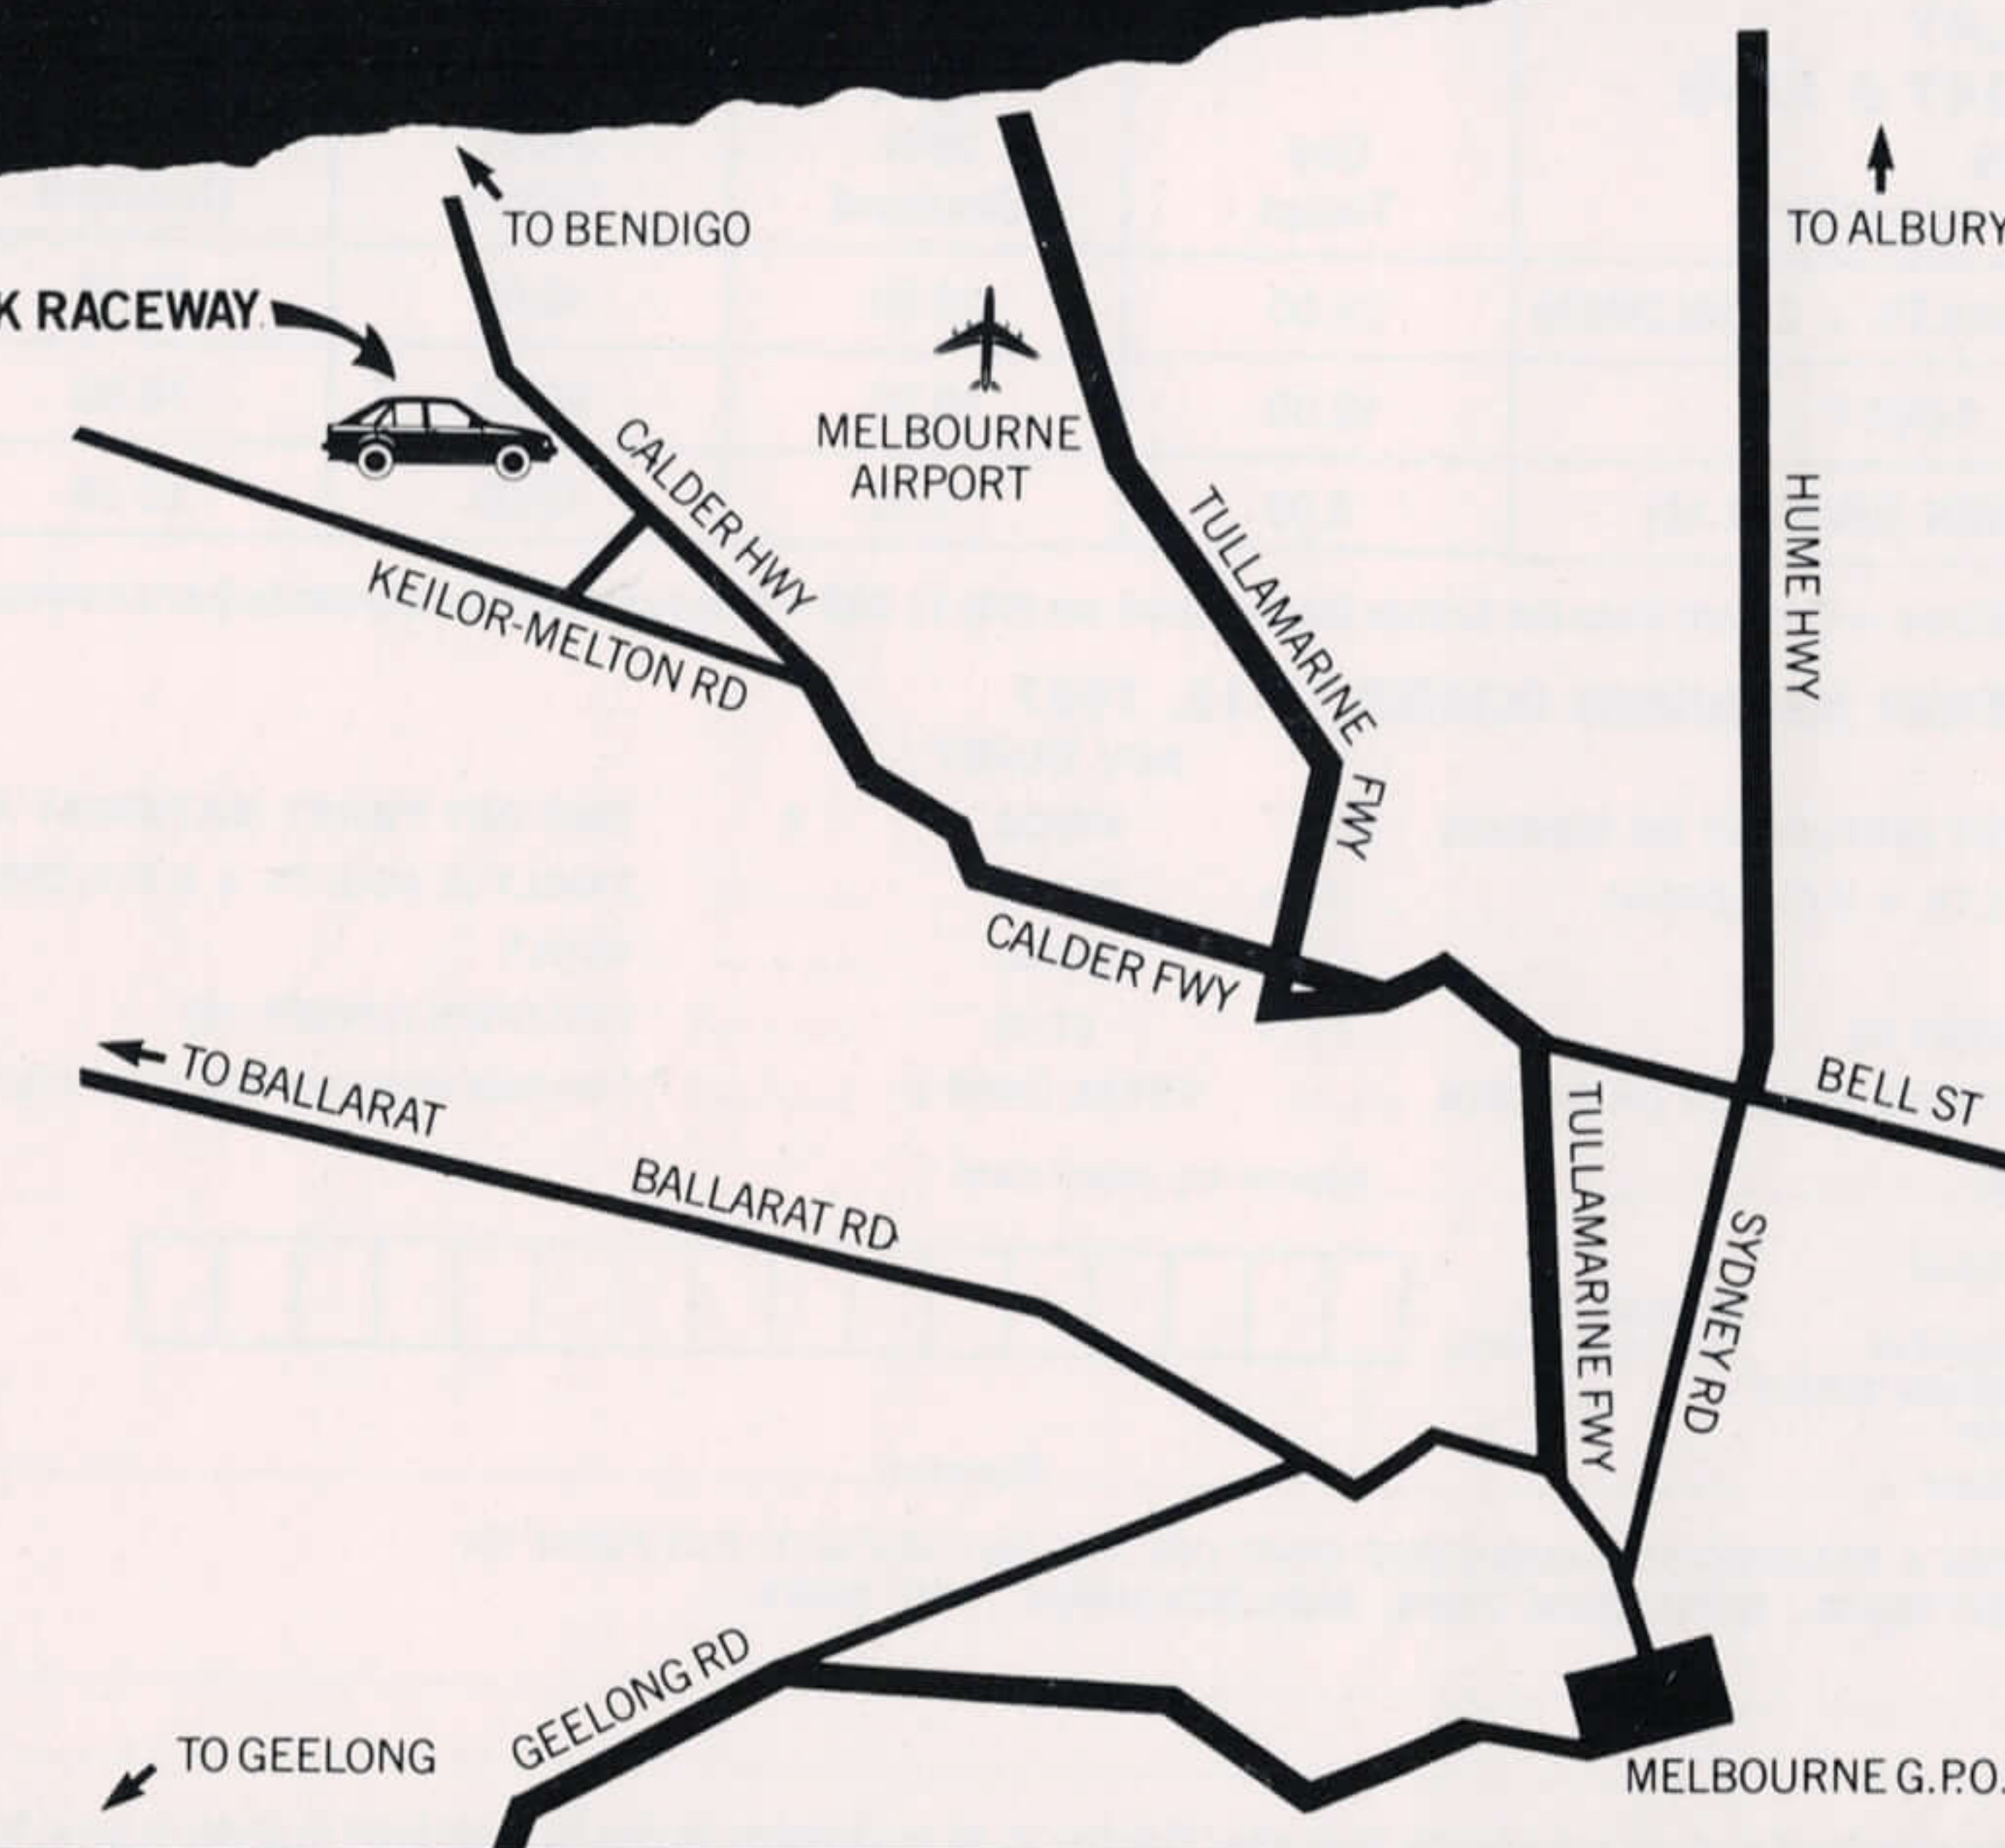 TO BENDIGO
TO ALBURY
K RACEWAY
MELBOURNE
AIRPORT
CALDER HWY
TULLAMARINE
FWY
HUME HWY
KEILOR-MELTON RD
CALDER FWY
BELL ST
TO BALLARAT
BALLARAT RD
TULLAMARINE FWY
SYDNEY RD
GEELONG RD
TO GEELONG
MELBOURNE G.P.O.